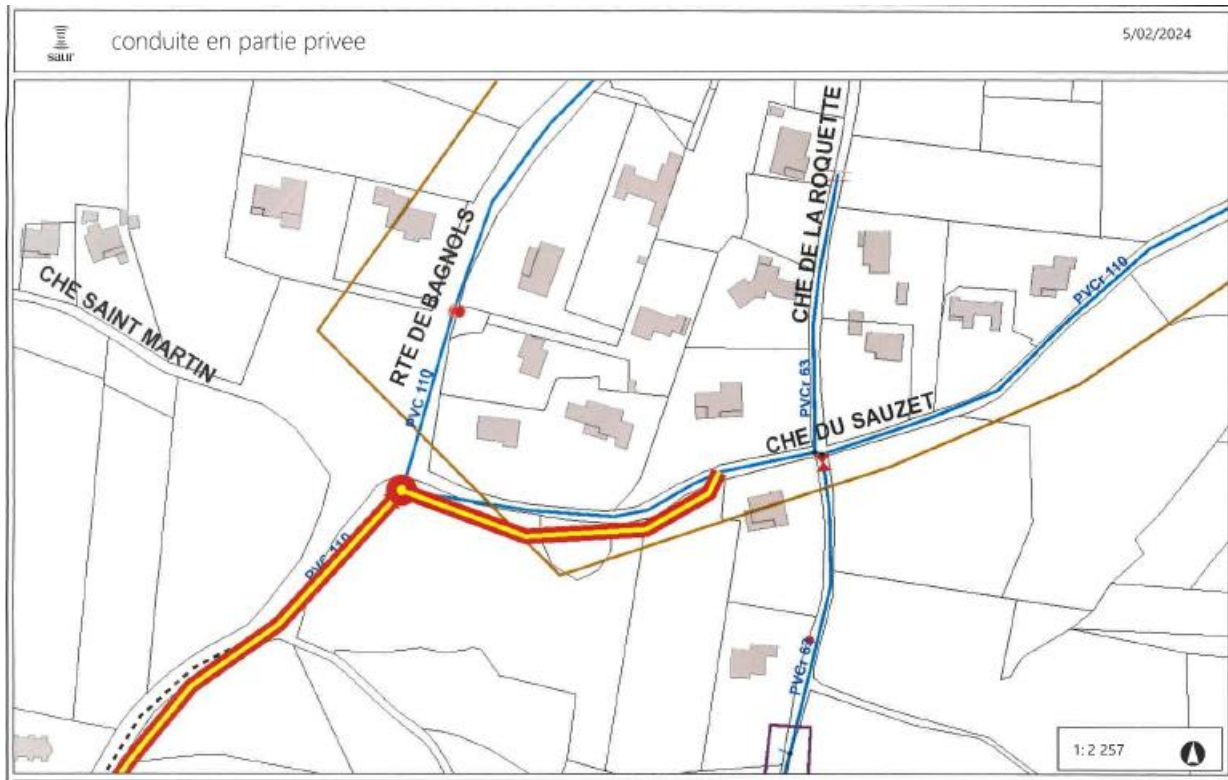 saur
conduite en partie privee
5/02/2024
CHE SAINT MARTIN
RTE DE BAGNOLS
PVC 110
CHE DE LA ROQUETTE
PVCr 63
PVCr 110
CHE DU SAUZET
PVC 110
PVCr 63
1: 2 257